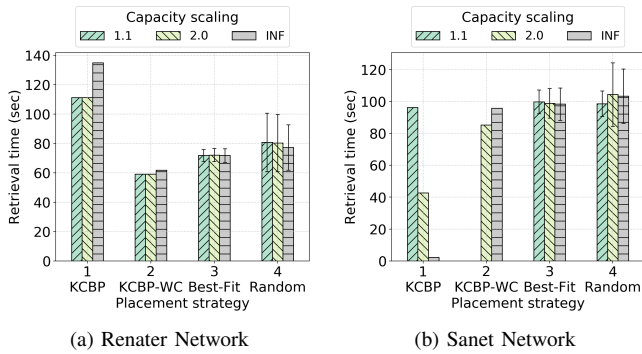 Capacity scaling
1.1 2.0 INF
Retrieval time (sec)
140
120
100
80
60
40
20
0
1 2 3 4
KCBP KCBP-WC Best-Fit Random
Placement strategy
(a) Renater Network
Capacity scaling
1.1 2.0 INF
Retrieval time (sec)
120
100
80
60
40
20
0
1 2 3 4
KCBP KCBP-WC Best-Fit Random
Placement strategy
(b) Sanet Network